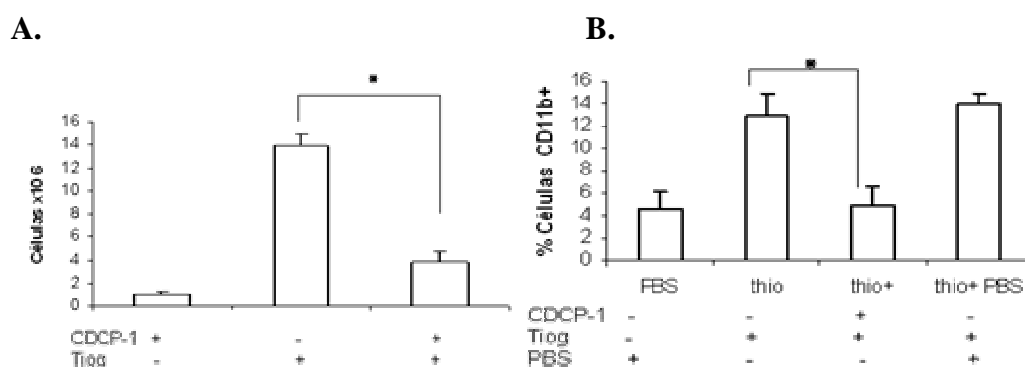 A.
B.
Células x10 6
16
14
12
10
8
6
4
2
0
*
CDCP-1 + - +
Tiog - + +
% Células CD11b+
16
14
12
10
8
6
4
2
0
*
PBS thio thio+ thio+ PBS
CDCP-1 - - + -
Tiog - + + +
PBS + - - +